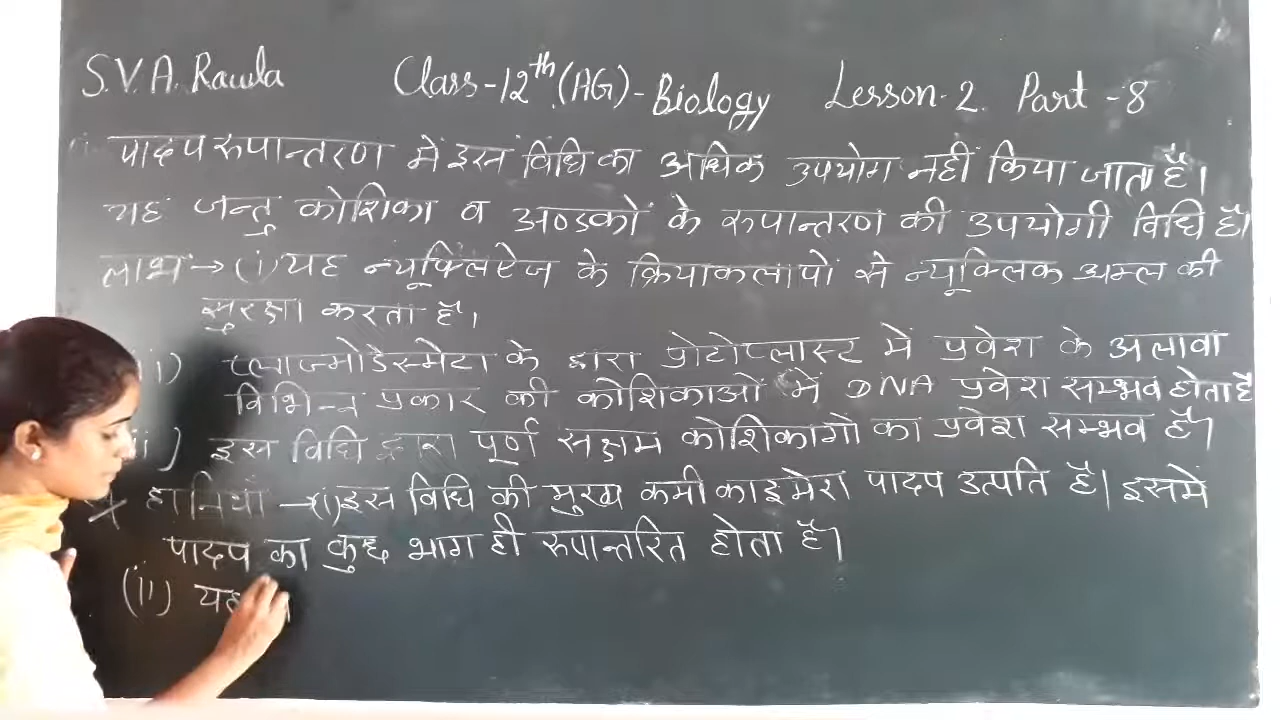 S.V.A. Rawla Class-12th (AG) - Biology Lesson-2. Part-8
पादप रुपान्तरण में इस विधि का अधिक उपयोग नहीं किया जाता है।
यह जन्तु कोशिका व अण्डकों के रुपान्तरण की उपयोगी विधि है।
लाभ → (i) यह न्यूक्लिऐज के क्रियाकलापों से न्यूक्लिक अम्ल की
सुरक्षा करता है।
ii) प्लाज्मोडेस्मेटा के द्वारा प्रोटोप्लास्ट में प्रवेश के अलावा
विभिन्न प्रकार की कोशिकाओं में DNA प्रवेश सम्भव होता है
ii) इस विधि द्वारा पूर्ण सक्षम कोशिकागो का प्रवेश सम्भव है।
हानियाँ → (i) इस विधि की मुख्य कमी काइमेरा पादप उत्पति है। इसमें
पादप का कुछ भाग ही रुपान्तरित होता है।
(ii) यह